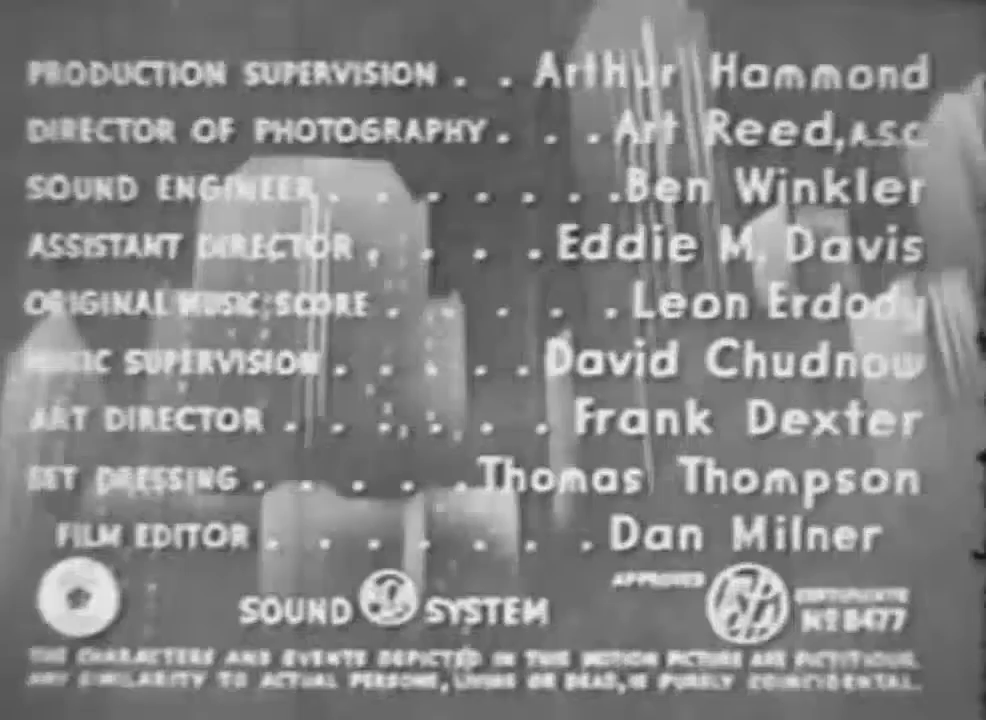 PRODUCTION SUPERVISION . . Arthur Hammond
DIRECTOR OF PHOTOGRAPHY . . . Art Reed, A.S.C.
SOUND ENGINEER . . . . . . . Ben Winkler
ASSISTANT DIRECTOR . . . . Eddie M. Davis
ORIGINAL MUSIC SCORE . . . . . Leon Erdody
MUSIC SUPERVISION . . . . . David Chudnow
ART DIRECTOR . . . . . . Frank Dexter
SET DRESSING . . . . . Thomas Thompson
FILM EDITOR . . . . . . . Dan Milner
SOUND SYSTEM
APPROVED
CERTIFICATE
Nº 8477
THE CHARACTERS AND EVENTS DEPICTED IN THIS MOTION PICTURE ARE FICTITIOUS.
ANY SIMILARITY TO ACTUAL PERSONS, LIVING OR DEAD, IS PURELY COINCIDENTAL.